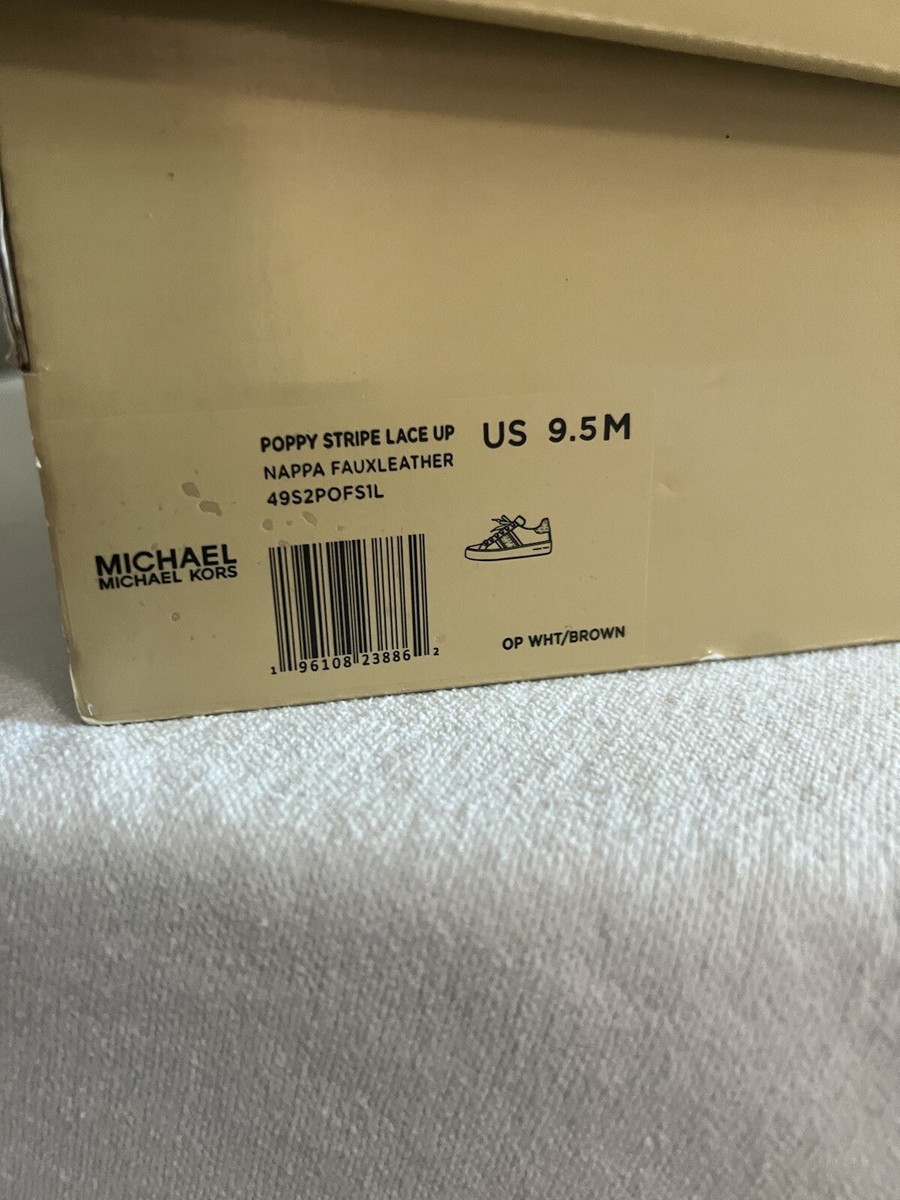 POPPY STRIPE LACE UP
US 9.5M
NAPPA FAUXLEATHER
49S2POFS1L
MICHAEL
MICHAEL KORS
1 96108 23886 2
OP WHT/BROWN